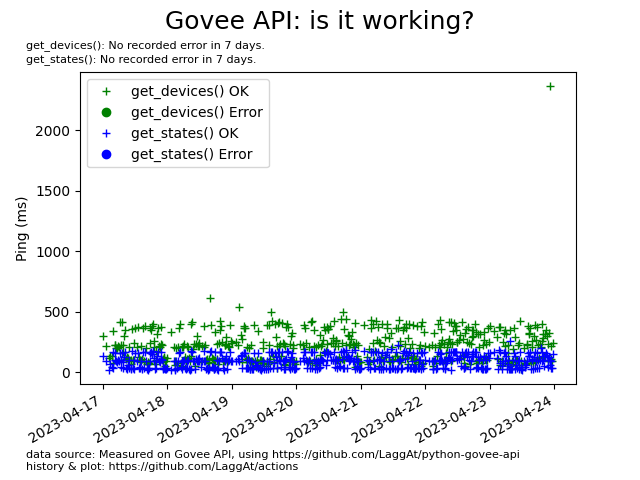 Govee API: is it working?
get_devices(): No recorded error in 7 days.
get_states(): No recorded error in 7 days.
get_devices() OK
get_devices() Error
get_states() OK
get_states() Error
2000
1500
1000
500
0
Ping (ms)
2023-04-17
2023-04-18
2023-04-19
2023-04-20
2023-04-21
2023-04-22
2023-04-23
2023-04-24
data source: Measured on Govee API, using https://github.com/LaggAt/python-govee-api
history & plot: https://github.com/LaggAt/actions